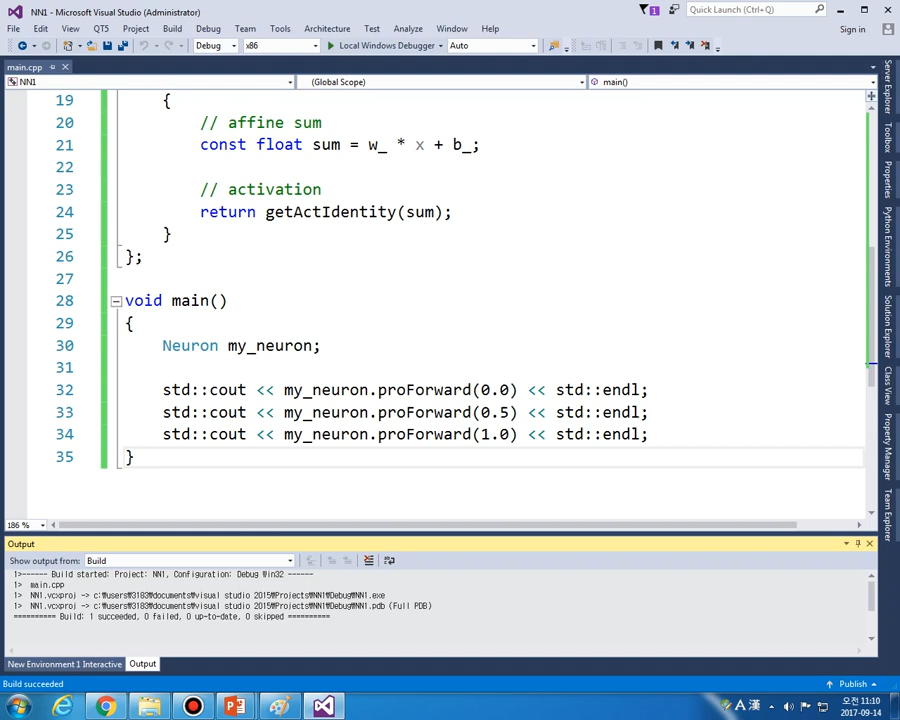 NN1 - Microsoft Visual Studio (Administrator)
1
Quick Launch (Ctrl+Q)
File Edit View QT5 Project Build Debug Team Tools Architecture Test Analyze Window Help
Sign in
Debug x86 Local Windows Debugger Auto
main.cpp
NN1 (Global Scope) main()
19 {
20 // affine sum
21 const float sum = w_ * x + b_;
22
23 // activation
24 return getActIdentity(sum);
25 }
26 };
27
28 void main()
29 {
30 Neuron my_neuron;
31
32 std::cout << my_neuron.proForward(0.0) << std::endl;
33 std::cout << my_neuron.proForward(0.5) << std::endl;
34 std::cout << my_neuron.proForward(1.0) << std::endl;
35 }
186 %
Server Explorer
Toolbox
Properties
Python Environments
Solution Explorer
Class View
Property Manager
Team Explorer
Output
Show output from: Build
1>------ Build started: Project: NN1, Configuration: Debug Win32 ------
1> main.cpp
1> NN1.vcxproj -> c:₩users₩3183₩documents₩visual studio 2015₩Projects₩NN1₩Debug₩NN1.exe
1> NN1.vcxproj -> c:₩users₩3183₩documents₩visual studio 2015₩Projects₩NN1₩Debug₩NN1.pdb (Full PDB)
========== Build: 1 succeeded, 0 failed, 0 up-to-date, 0 skipped ==========
New Environment 1 Interactive Output
Build succeeded
Publish
A 漢
오전 11:10
2017-09-14